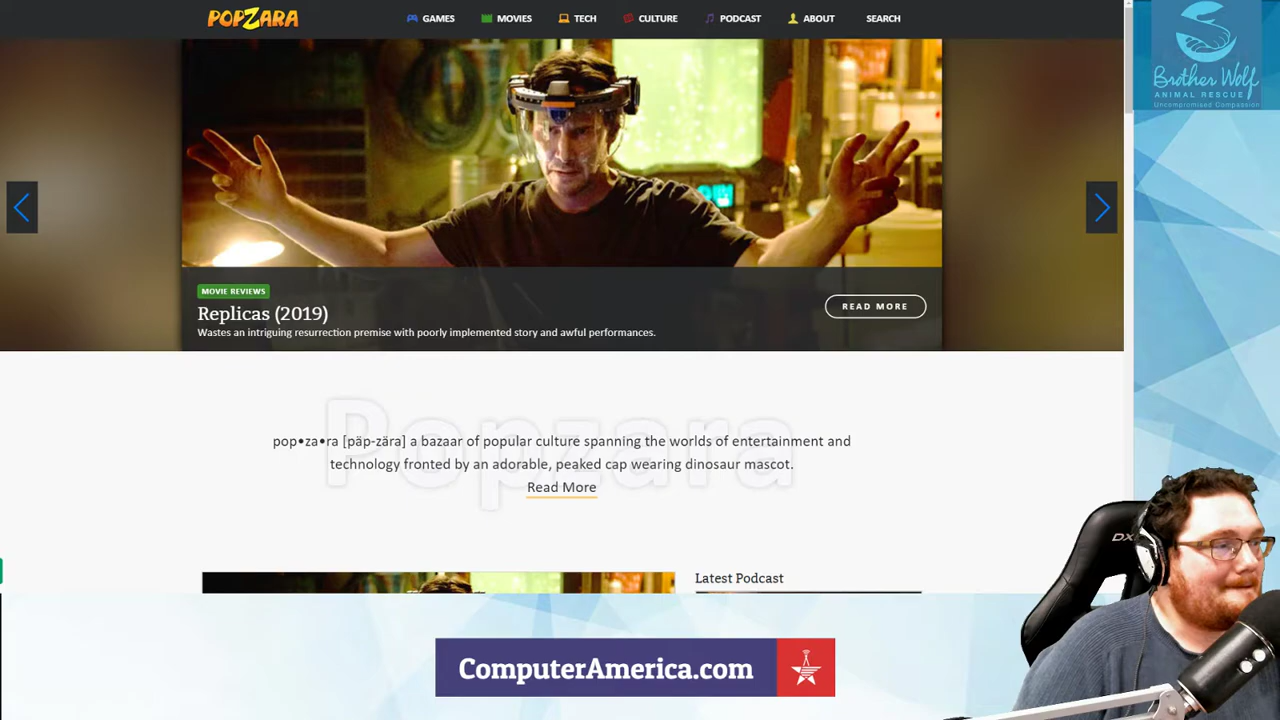 POPZARA
GAMES
MOVIES
TECH
CULTURE
PODCAST
ABOUT
SEARCH
Brother Wolf
ANIMAL RESCUE
Uncompromised Compassion
MOVIE REVIEWS
Replicas (2019)
Wastes an intriguing resurrection premise with poorly implemented story and awful performances.
READ MORE
Popzara
pop•za•ra [päp-zära] a bazaar of popular culture spanning the worlds of entertainment and
technology fronted by an adorable, peaked cap wearing dinosaur mascot.
Read More
Latest Podcast
DX
ComputerAmerica.com